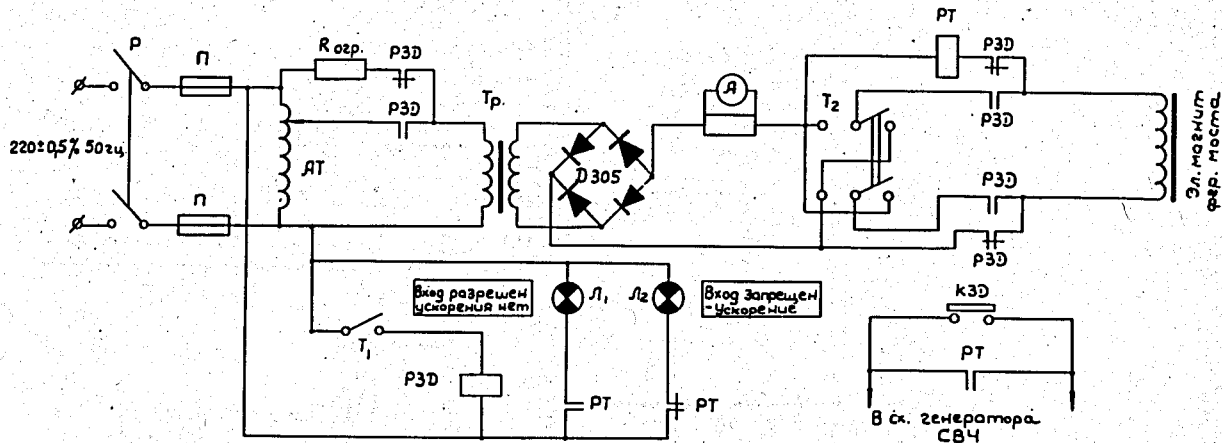 Р
П
R огр.
РЗД
РЗД
Тр.
220±0,5% 50гц
АТ
П
D 305
А
Т₂
РТ
РЗД
РЗД
РЗД
РЗД
Эл. магнит
фер. моста
Вход разрешен
ускорения нет
Л₁
Л₂
Вход запрещен
- ускорение
Т₁
РЗД
РТ
РТ
КЗD
РТ
В сх. генератора
СВЧ